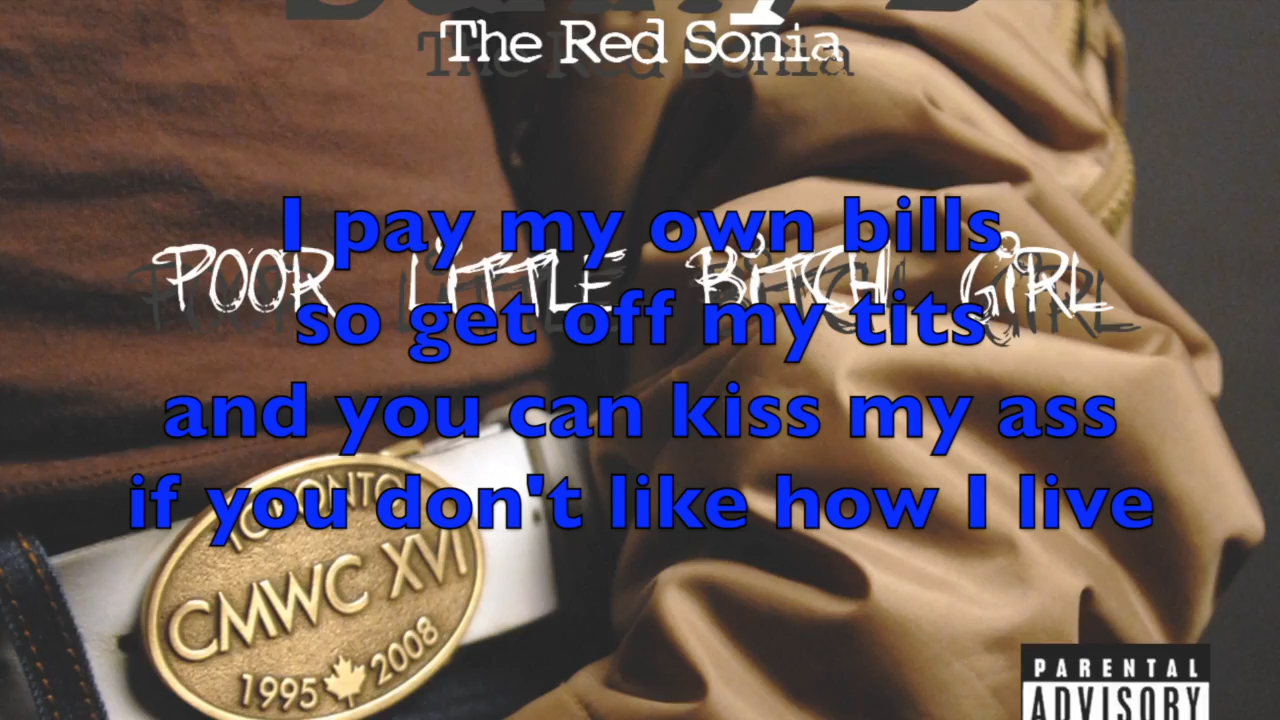 The Red Sonia
I pay my own bills
POOR LITTLE BITCH GIRL
so get off my tits
and you can kiss my ass
if you don't like how I live
TORONTO
CMWC XVI
1995 2008
PARENTAL
ADVISORY